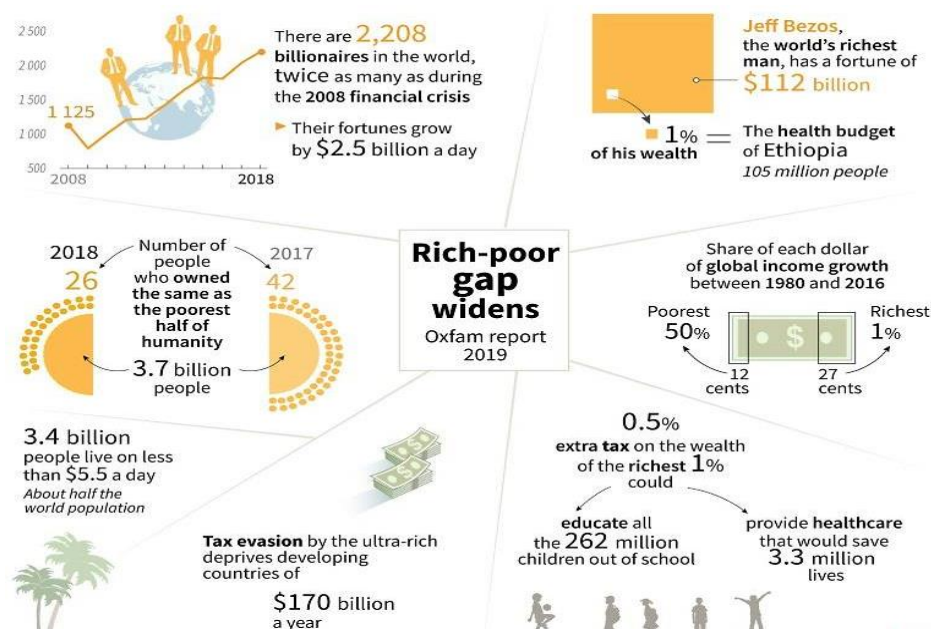 2 500
2 000
1 500
1 000
500
1 125
2008
2018
There are 2,208
billionaires in the world,
twice as many as during
the 2008 financial crisis
Their fortunes grow
by $2.5 billion a day
Jeff Bezos,
the world's richest
man, has a fortune of
$112 billion
1%
of his wealth
The health budget
of Ethiopia
105 million people
2018
26
Number of
people
who owned
the same as
the poorest
half of
humanity
2017
42
3.7 billion
people
Rich-poor
gap
widens
Oxfam report
2019
Share of each dollar
of global income growth
between 1980 and 2016
Poorest
50%
Richest
1%
$
12
cents
27
cents
3.4 billion
people live on less
than $5.5 a day
About half the
world population
$
$
Tax evasion by the ultra-rich
deprives developing
countries of
$170 billion
a year
0.5%
extra tax on the wealth
of the richest 1%
could
educate all
the 262 million
children out of school
provide healthcare
that would save
3.3 million
lives